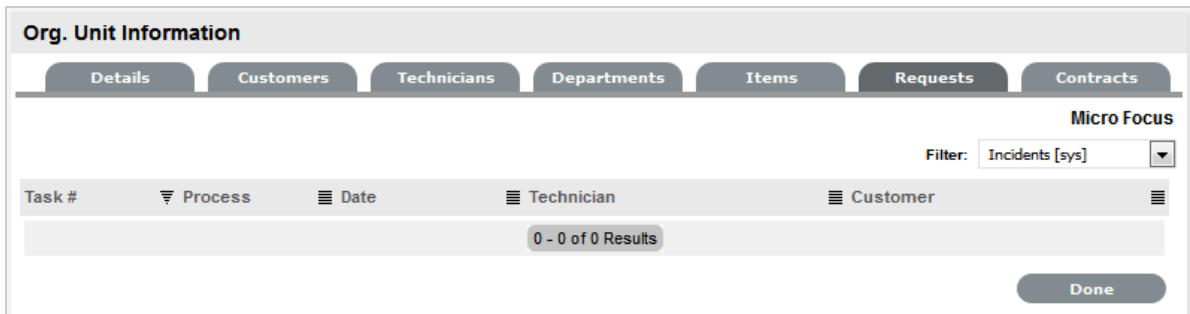 Org. Unit Information
Details Customers Technicians Departments Items Requests Contracts
Micro Focus
Filter: Incidents [sys]
Task # Process Date Technician Customer
0 - 0 of 0 Results
Done